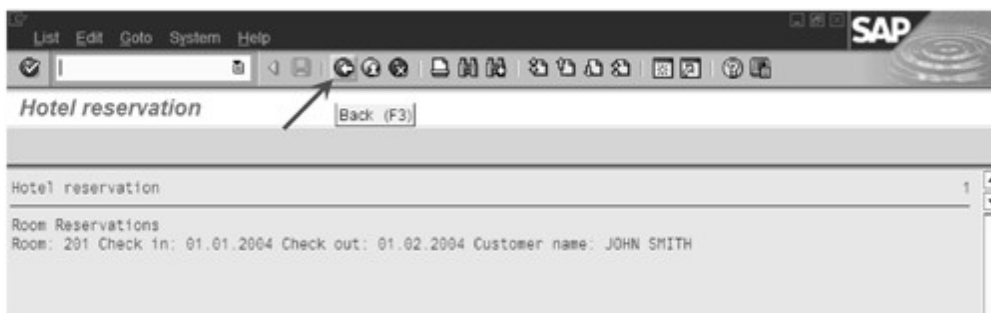 List Edit Goto System Help
SAP
Hotel reservation
Back (F3)
Hotel reservation 1
Room Reservations
Room: 201 Check in: 01.01.2004 Check out: 01.02.2004 Customer name: JOHN SMITH